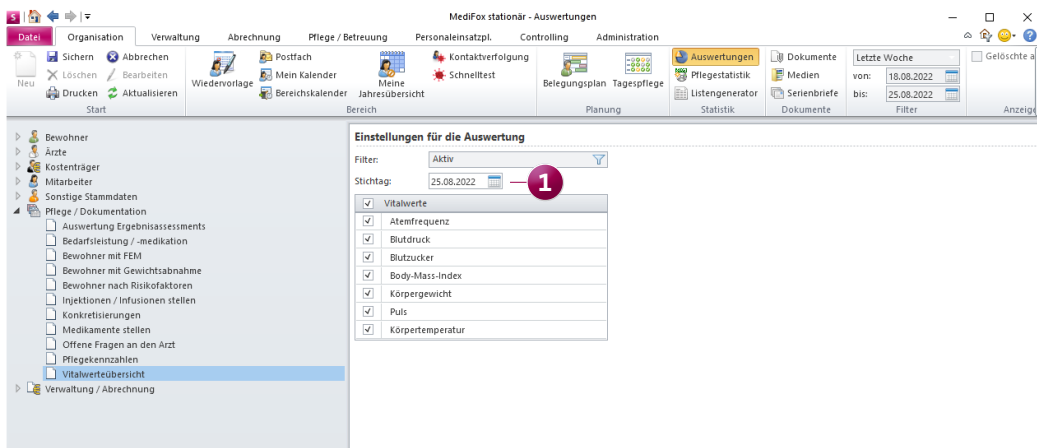 S
MediFox stationär - Auswertungen
Datei Organisation Verwaltung Abrechnung Pflege / Betreuung Personaleinsatzpl. Controlling Administration
Neu
Sichern Abbrechen
Löschen Bearbeiten
Drucken Aktualisieren
Start
Wiedervorlage
Postfach
Mein Kalender
Bereichskalender
Meine
Jahresübersicht
Kontaktverfolgung
Schnelltest
Bereich
Belegungsplan Tagespflege
Planung
Auswertungen
Pflegestatistik
Listengenerator
Statistik
Dokumente
Medien
Serienbriefe
Dokumente
Letzte Woche
von: 18.08.2022
bis: 25.08.2022
Filter
Gelöschte a
Anzeige
Bewohner
Ärzte
Kostenträger
Mitarbeiter
Sonstige Stammdaten
Pflege / Dokumentation
Auswertung Ergebnisassessments
Bedarfsleistung / -medikation
Bewohner mit FEM
Bewohner mit Gewichtsabnahme
Bewohner nach Risikofaktoren
Injektionen / Infusionen stellen
Konkretisierungen
Medikamente stellen
Offene Fragen an den Arzt
Pflegekennzahlen
Vitalwerteübersicht
Verwaltung / Abrechnung
Einstellungen für die Auswertung
Filter: Aktiv
Stichtag: 25.08.2022
1
Vitalwerte
Atemfrequenz
Blutdruck
Blutzucker
Body-Mass-Index
Körpergewicht
Puls
Körpertemperatur